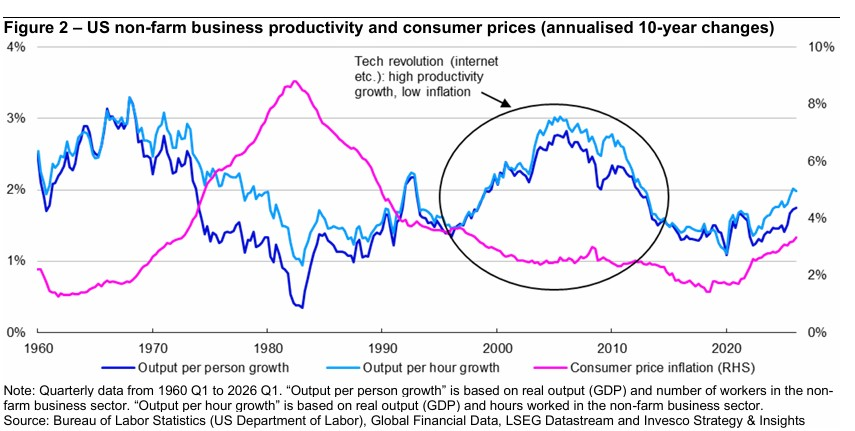 Figure 2 – US non-farm business productivity and consumer prices (annualised 10-year changes)
4%
3%
2%
1%
0%
10%
8%
6%
4%
2%
0%
Tech revolution (internet
etc.): high productivity
growth, low inflation
1960
1970
1980
1990
2000
2010
2020
Output per person growth
Output per hour growth
Consumer price inflation (RHS)
Note: Quarterly data from 1960 Q1 to 2026 Q1. “Output per person growth” is based on real output (GDP) and number of workers in the non-
farm business sector. “Output per hour growth” is based on real output (GDP) and hours worked in the non-farm business sector.
Source: Bureau of Labor Statistics (US Department of Labor), Global Financial Data, LSEG Datastream and Invesco Strategy & Insights